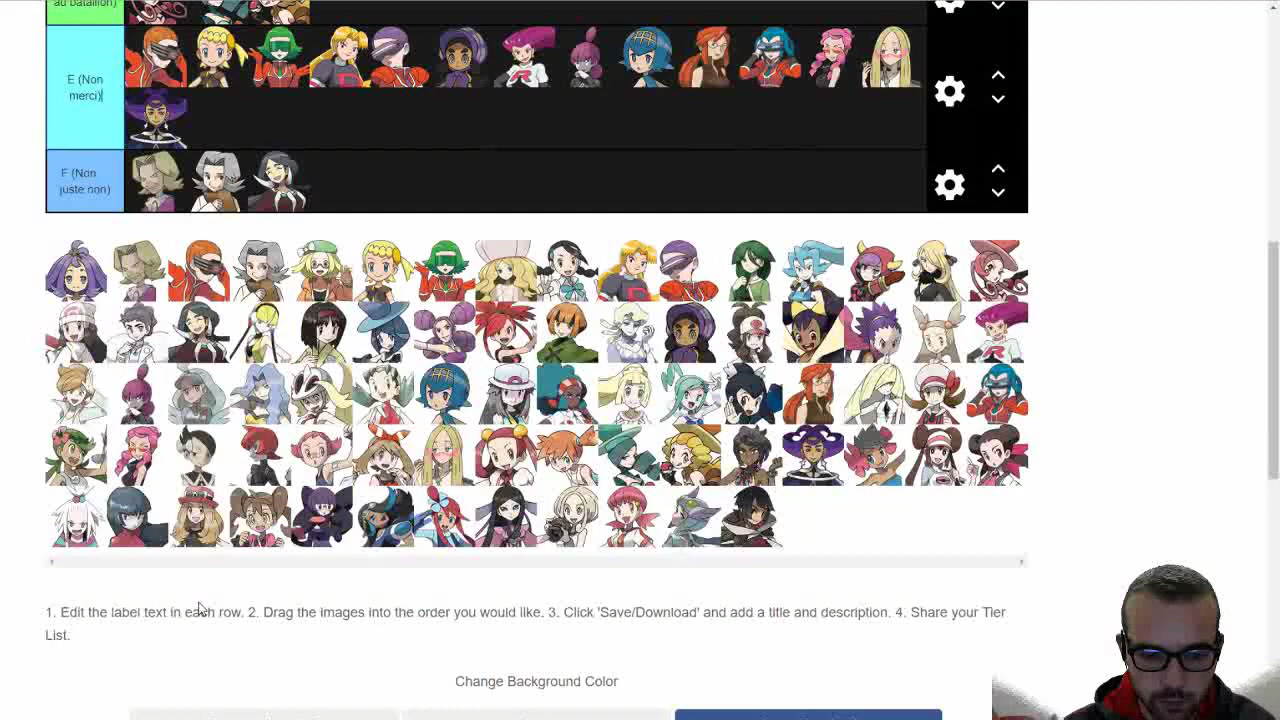 au bataillon)
E (Non
merci)
F (Non
juste non)
1. Edit the label text in each row. 2. Drag the images into the order you would like. 3. Click 'Save/Download' and add a title and description. 4. Share your Tier
List.
Change Background Color